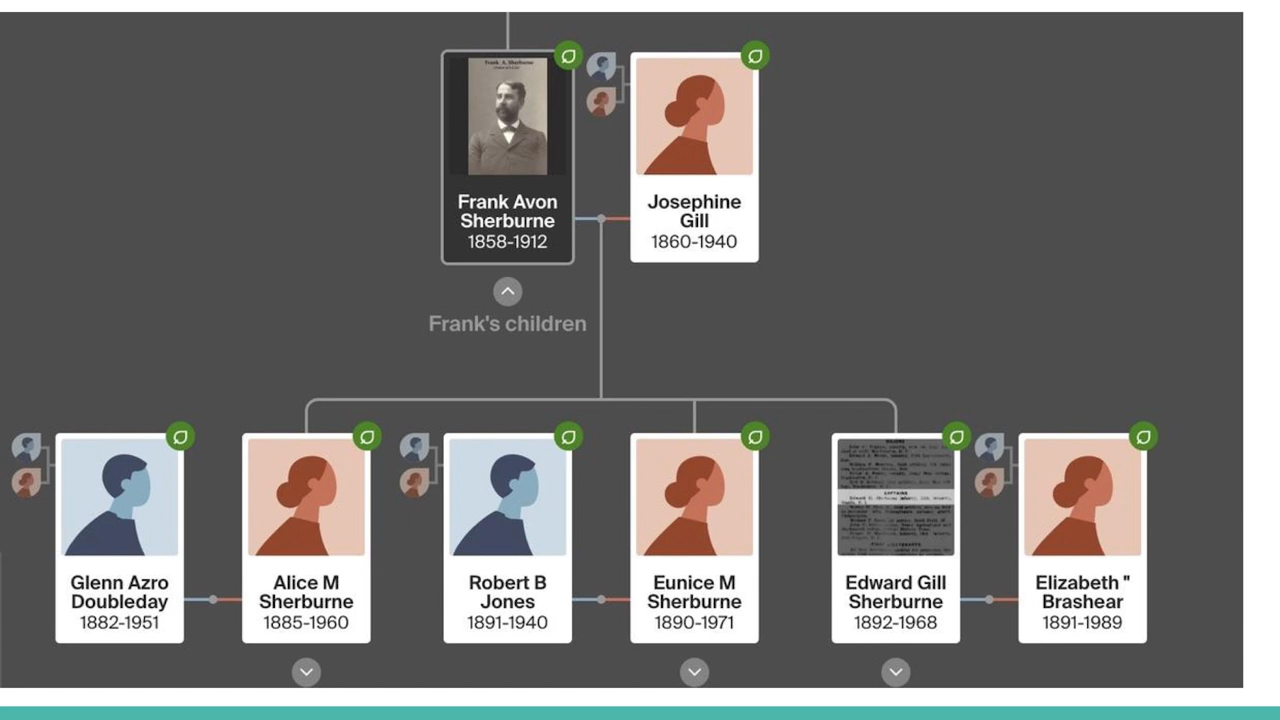 Frank A. Sherburne
Frank Avon
Sherburne
1858-1912
Josephine
Gill
1860-1940
Frank's children
Glenn Azro
Doubleday
1882-1951
Alice M
Sherburne
1885-1960
Robert B
Jones
1891-1940
Eunice M
Sherburne
1890-1971
CAPTAINS
Edward Gill
Sherburne
1892-1968
Elizabeth "
Brashear
1891-1989